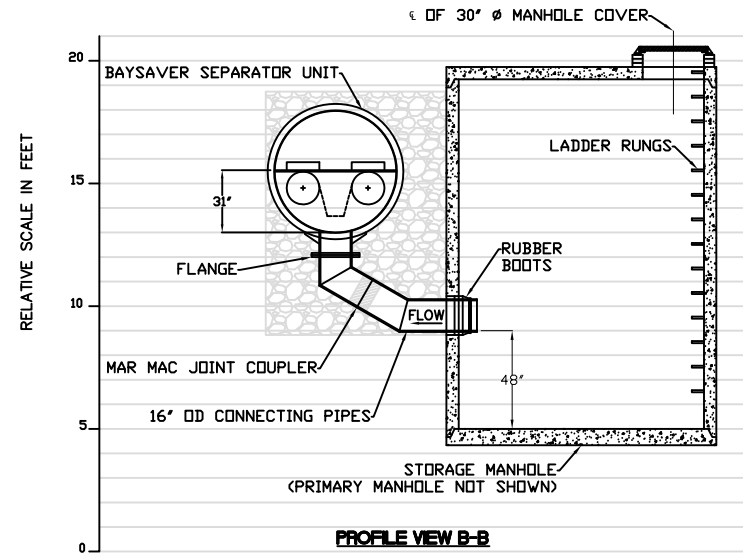 ℄ OF 30" Ø MANHOLE COVER
20
BAYSAVER SEPARATOR UNIT
LADDER RUNGS
15
31"
RELATIVE SCALE IN FEET
RUBBER
BOOTS
FLANGE
10
FLOW
MAR MAC JOINT COUPLER
48"
16" OD CONNECTING PIPES
5
STORAGE MANHOLE
(PRIMARY MANHOLE NOT SHOWN)
PROFILE VIEW B-B
0